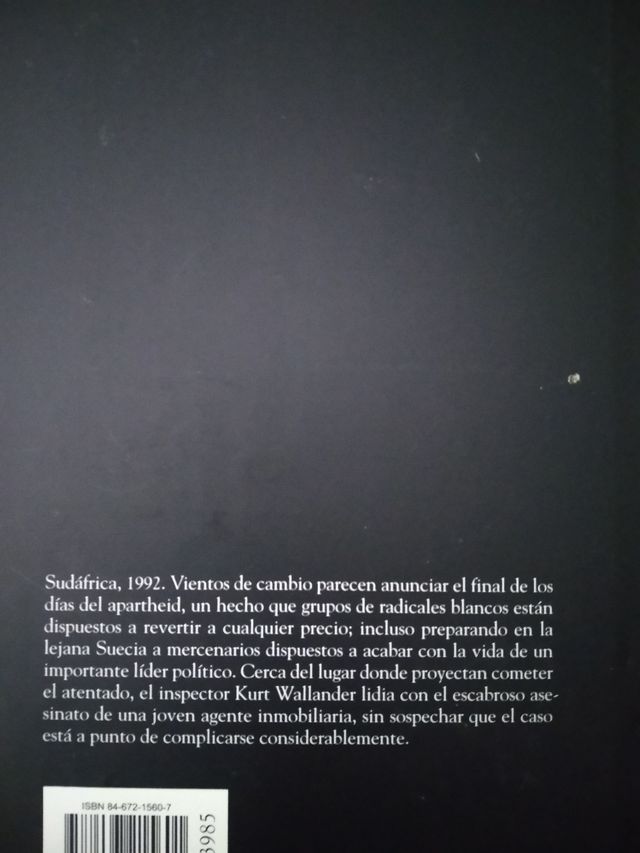 Sudáfrica, 1992. Vientos de cambio parecen anunciar el final de los
días del apartheid, un hecho que grupos de radicales blancos están
dispuestos a revertir a cualquier precio; incluso preparando en la
lejana Suecia a mercenarios dispuestos a acabar con la vida de un
importante líder político. Cerca del lugar donde proyectan cometer
el atentado, el inspector Kurt Wallander lidia con el escabroso ase-
sinato de una joven agente inmobiliaria, sin sospechar que el caso
está a punto de complicarse considerablemente.
ISBN 84-672-1560-7